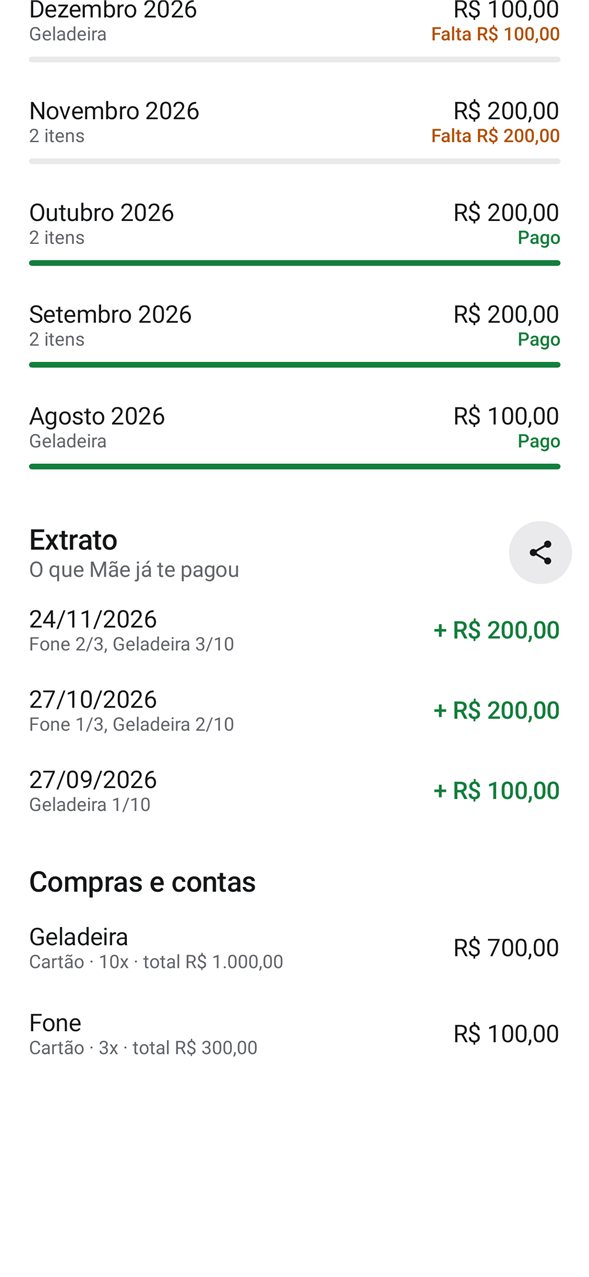 Dezembro 2026
R$ 100,00
Geladeira
Falta R$ 100,00
Novembro 2026
R$ 200,00
2 itens
Falta R$ 200,00
Outubro 2026
R$ 200,00
2 itens
Pago
Setembro 2026
R$ 200,00
2 itens
Pago
Agosto 2026
R$ 100,00
Geladeira
Pago
Extrato
O que Mãe já te pagou
24/11/2026
Fone 2/3, Geladeira 3/10
+ R$ 200,00
27/10/2026
Fone 1/3, Geladeira 2/10
+ R$ 200,00
27/09/2026
Geladeira 1/10
+ R$ 100,00
Compras e contas
Geladeira
Cartão · 10x · total R$ 1.000,00
R$ 700,00
Fone
Cartão · 3x · total R$ 300,00
R$ 100,00